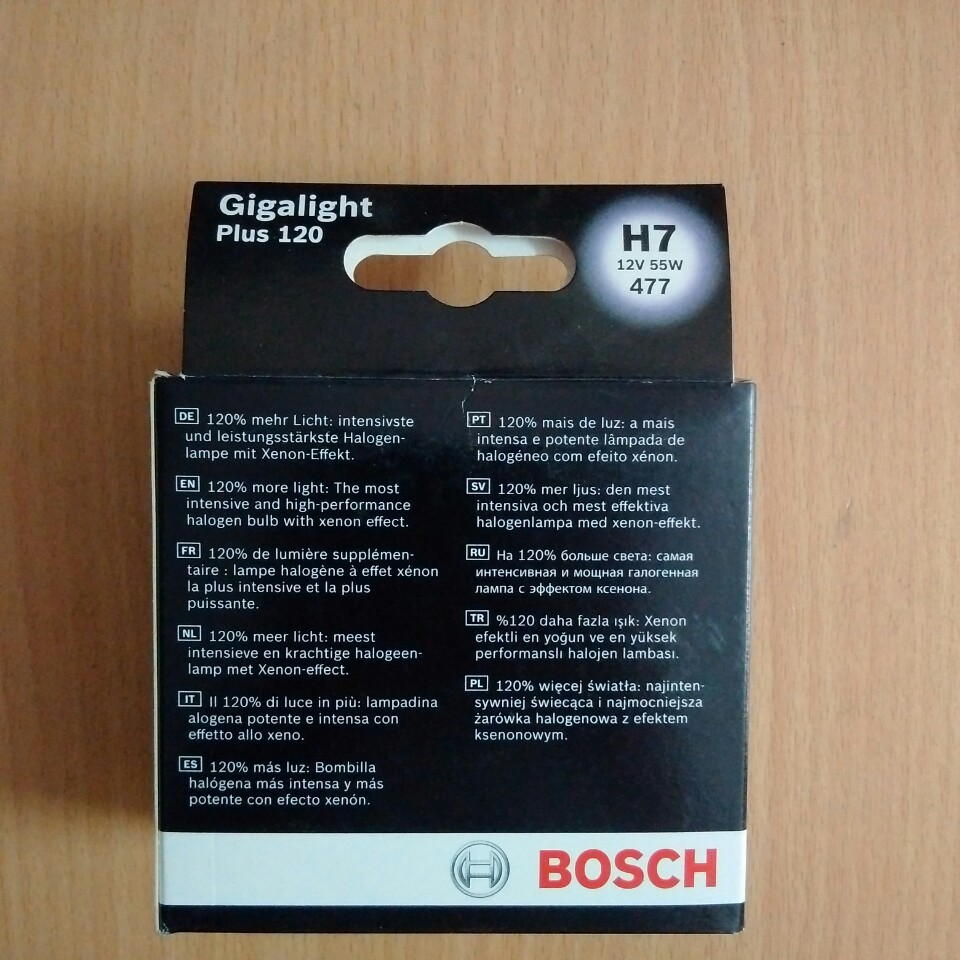 Gigalight
Plus 120
H7
12V 55W
477
DE 120% mehr Licht: intensivste
und leistungsstärkste Halogen-
lampe mit Xenon-Effekt.
EN 120% more light: The most
intensive and high-performance
halogen bulb with xenon effect.
FR 120% de lumière supplémen-
taire : lampe halogène à effet xénon
la plus intensive et la plus
puissante.
NL 120% meer licht: meest
intensieve en krachtige halogeen-
lamp met Xenon-effect.
IT Il 120% di luce in più: lampadina
alogena potente e intensa con
effetto allo xeno.
ES 120% más luz: Bombilla
halógena más intensa y más
potente con efecto xenón.
PT 120% mais de luz: a mais
intensa e potente lâmpada de
halogéneo com efeito xénon.
SV 120% mer ljus: den mest
intensiva och mest effektiva
halogenlampa med xenon-effekt.
RU На 120% больше света: самая
интенсивная и мощная галогенная
лампа с эффектом ксенона.
TR %120 daha fazla ışık: Xenon
efektli en yoğun ve en yüksek
performanslı halojen lambası.
PL 120% więcej światła: najinten-
sywniej świecąca i najmocniejsza
żarówka halogenowa z efektem
ksenonowym.
BOSCH